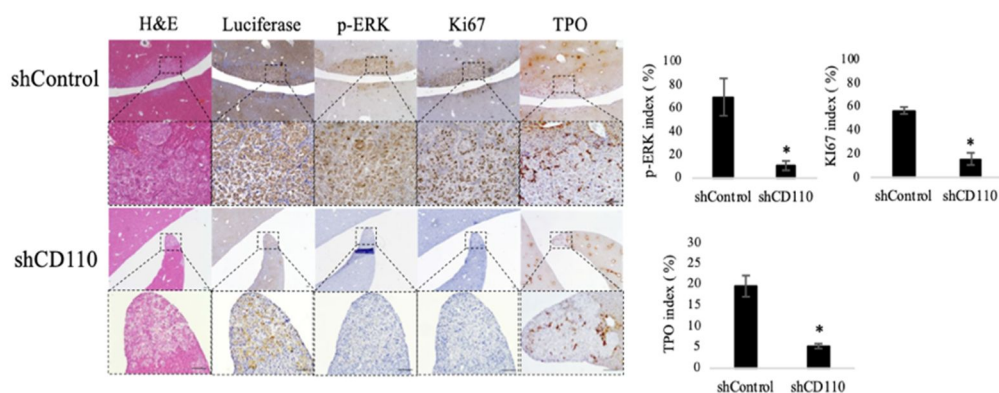 H&E Luciferase p-ERK Ki67 TPO
shControl
shCD110
p-ERK index (%)
100
80
60
40
20
0
*
shControl shCD110
KI67 index (%)
100
80
60
40
20
0
*
shControl shCD110
TPO index (%)
30
25
20
15
10
5
0
*
shControl shCD110